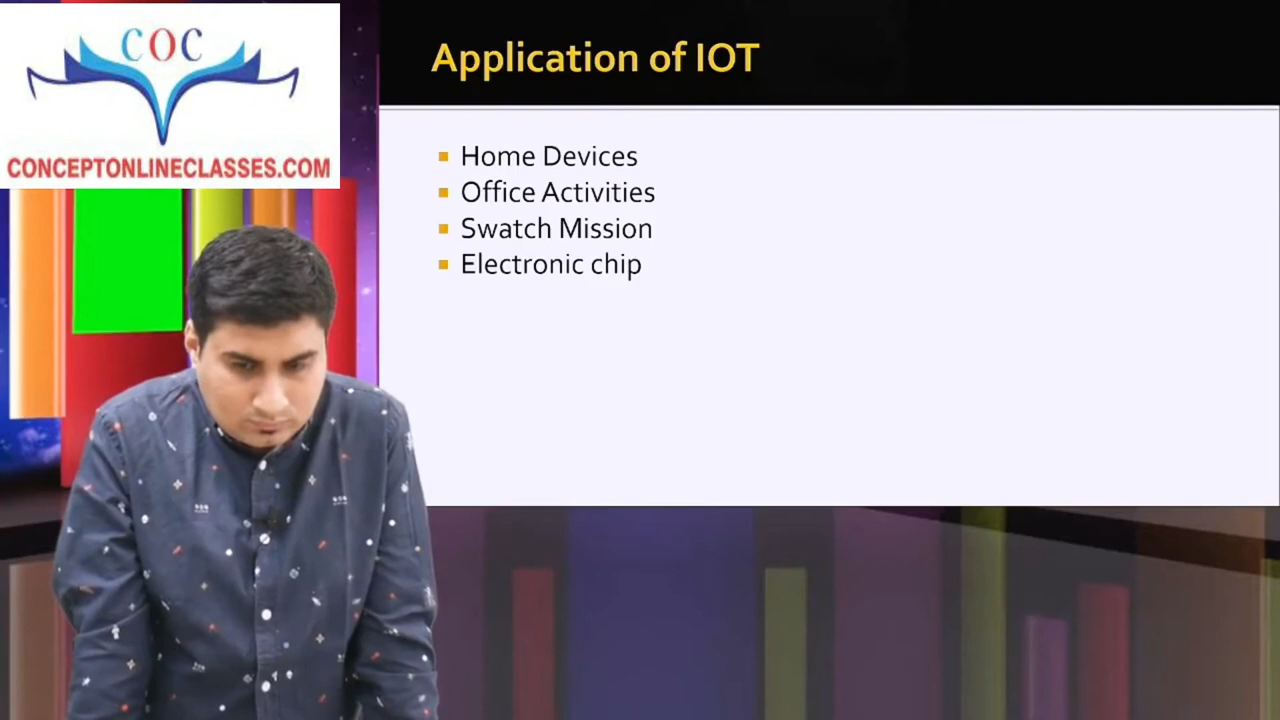 COC
CONCEPTONLINECLASSES.COM
Application of IOT
Home Devices
Office Activities
Swatch Mission
Electronic chip